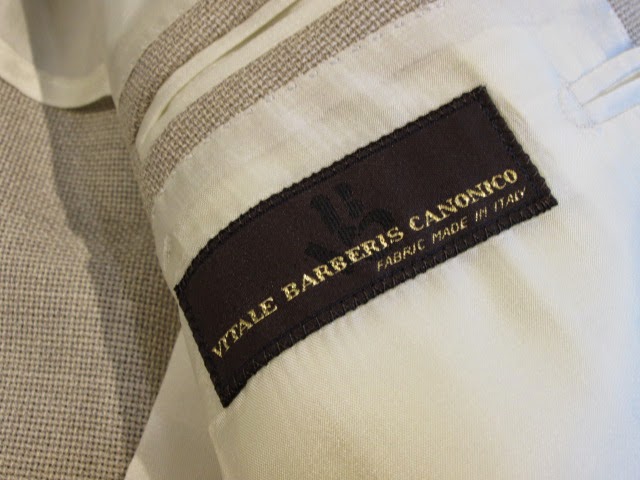 VITALE BARBERIS CANONICO
FABRIC MADE IN ITALY